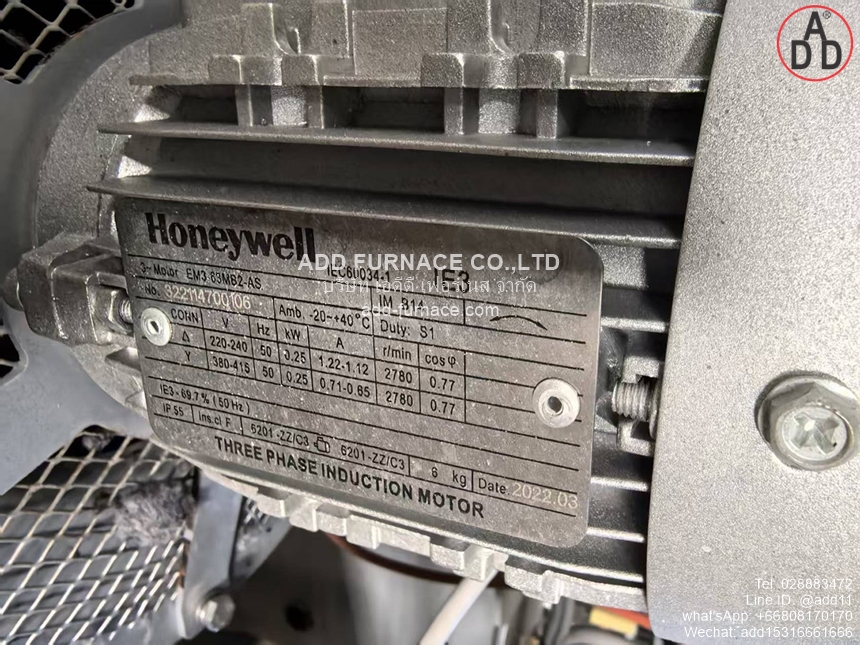 ADD
Honeywell
IEC60034-1 IE3
3~Motor EM3 63MB2-AS
IM B14
No. 322114700106 Amb. -20~+40°C Duty: S1
CONN V Hz kW A r/min cosφ
Δ 220-240 50 0.25 1.22-1.12 2780 0.77
Y 380-415 50 0.25 0.71-0.65 2780 0.77
IE3-69.7%(50Hz)
IP 55 Ins.cl F 6201-ZZ/C3 6201-ZZ/C3 6 kg Date 2022.03
THREE PHASE INDUCTION MOTOR
ADD FURNACE CO.,LTD
บริษัท เอดีดี เฟอร์เนส จำกัด
add-furnace.com
Tel: 028883472
Line ID: @add11
whatsApp: +66808170170
Wechat: add15316661666